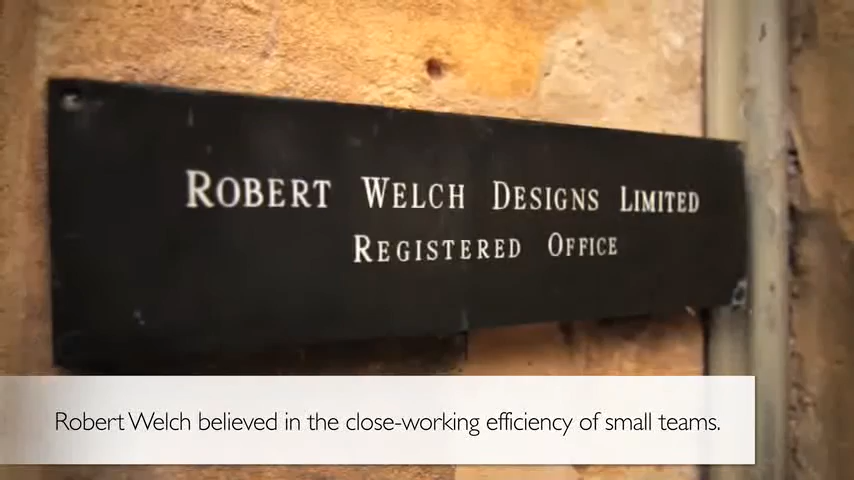 Robert Welch Designs Limited
Registered Office
Robert Welch believed in the close-working efficiency of small teams.